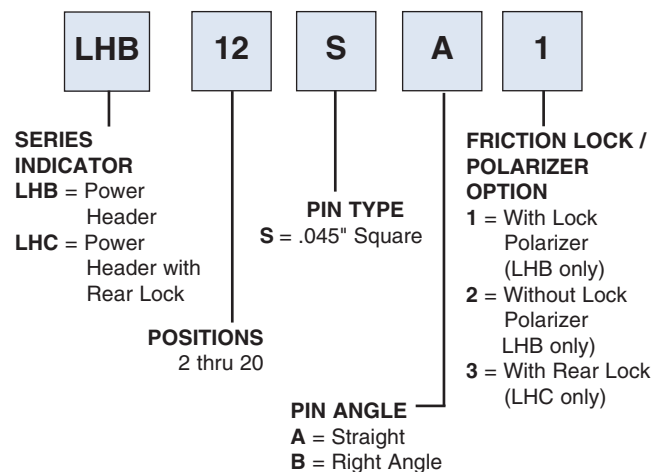 LHB 12 S A 1
SERIES
INDICATOR
LHB = Power
Header
LHC = Power
Header with
Rear Lock
POSITIONS
2 thru 20
PIN TYPE
S = .045" Square
PIN ANGLE
A = Straight
B = Right Angle
FRICTION LOCK /
POLARIZER
OPTION
1 = With Lock
Polarizer
(LHB only)
2 = Without Lock
Polarizer
LHB only)
3 = With Rear Lock
(LHC only)